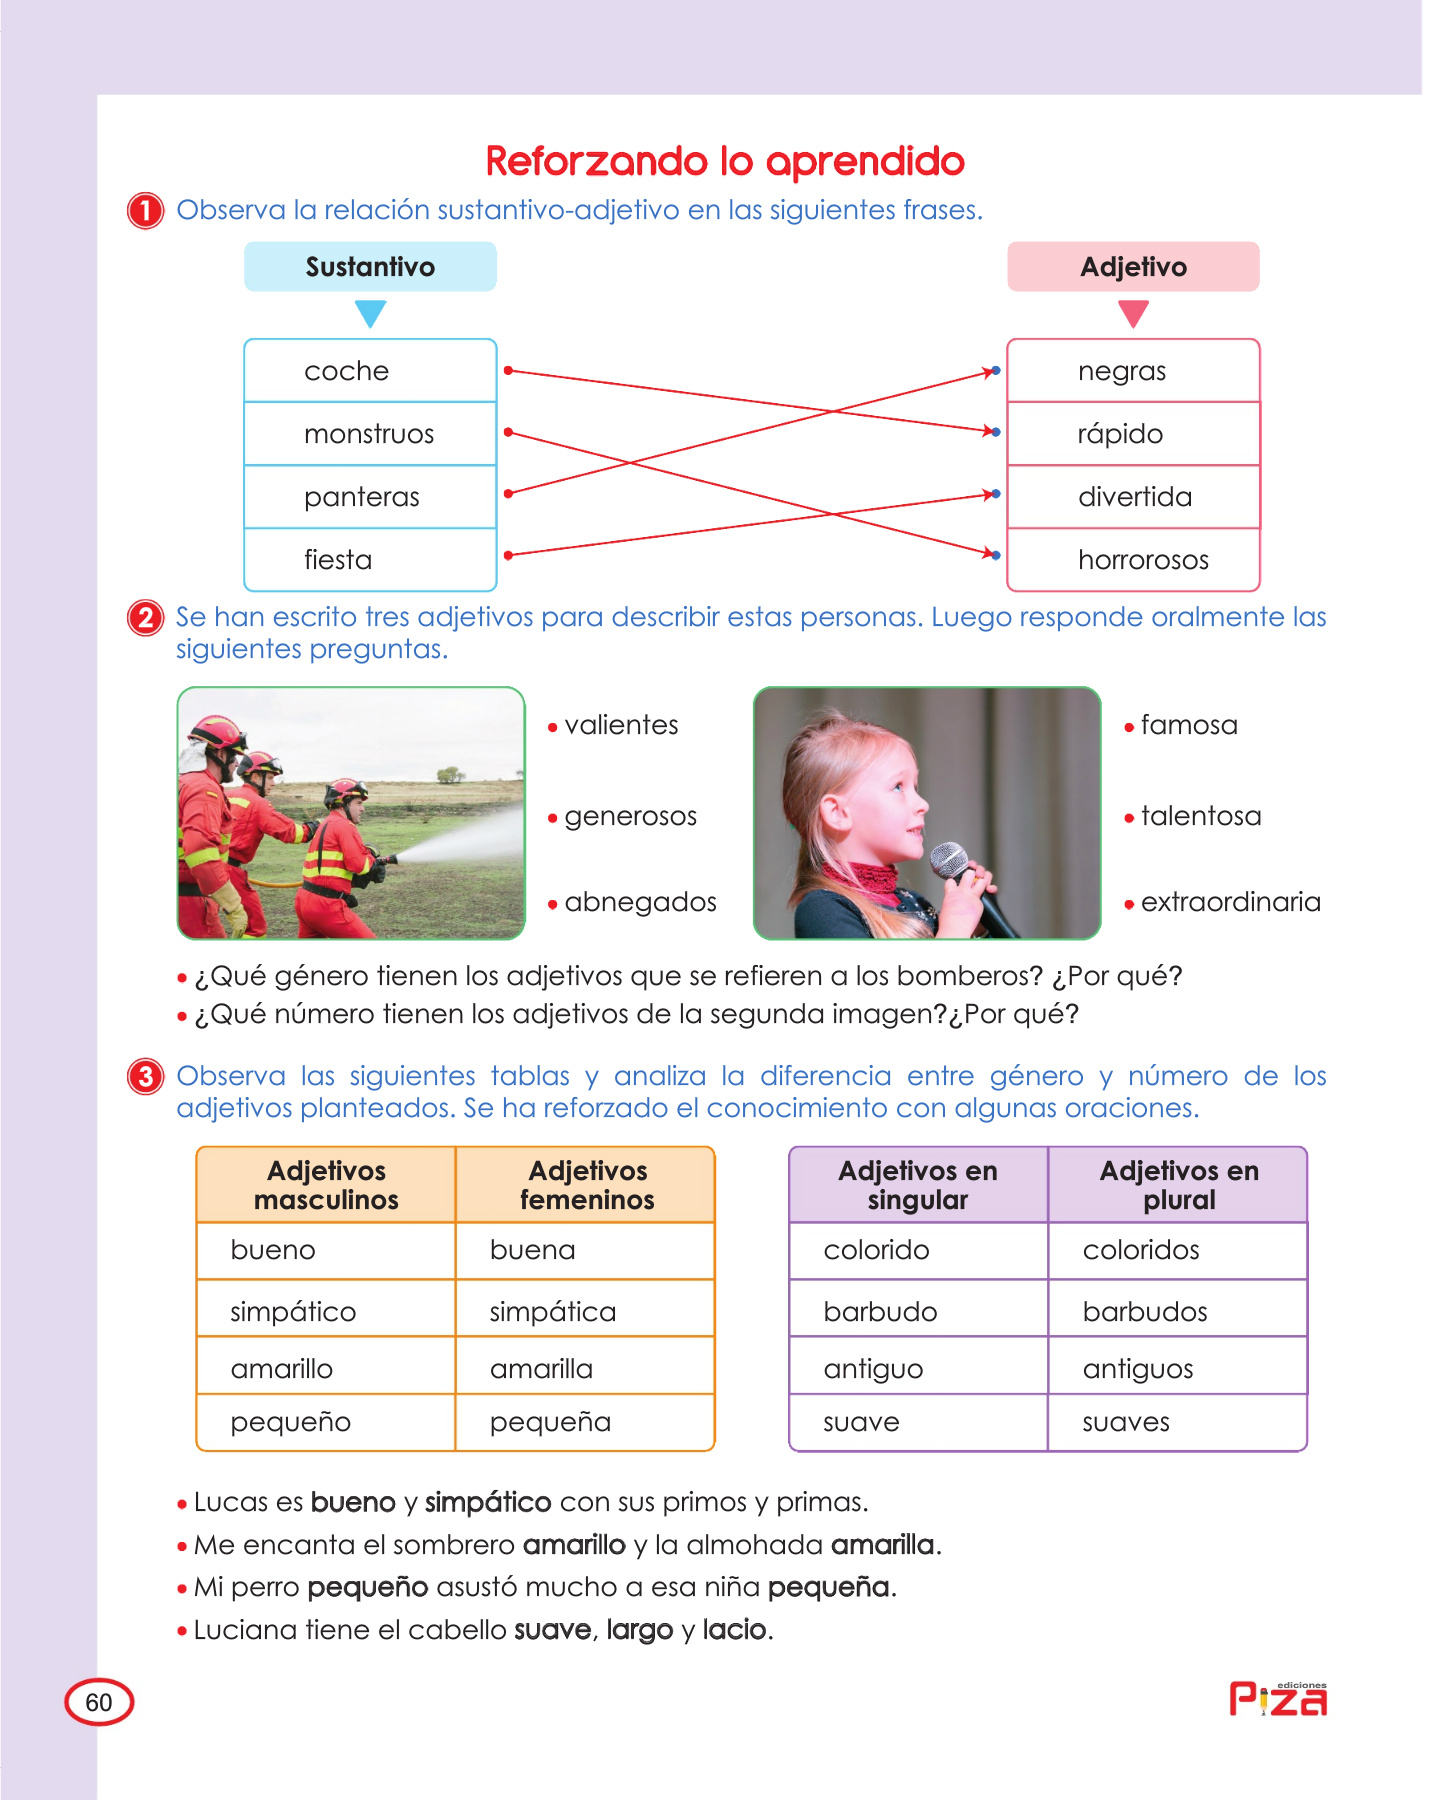 Reforzando lo aprendido
1 Observa la relación sustantivo-adjetivo en las siguientes frases.
Sustantivo
Adjetivo
coche
negras
monstruos
rápido
panteras
divertida
fiesta
horrorosos
2 Se han escrito tres adjetivos para describir estas personas. Luego responde oralmente las
siguientes preguntas.
• valientes
• generosos
• abnegados
• famosa
• talentosa
• extraordinaria
• ¿Qué género tienen los adjetivos que se refieren a los bomberos? ¿Por qué?
• ¿Qué número tienen los adjetivos de la segunda imagen?¿Por qué?
3 Observa las siguientes tablas y analiza la diferencia entre género y número de los
adjetivos planteados. Se ha reforzado el conocimiento con algunas oraciones.
Adjetivos masculinos
Adjetivos femeninos
bueno
buena
simpático
simpática
amarillo
amarilla
pequeño
pequeña
Adjetivos en singular
Adjetivos en plural
colorido
coloridos
barbudo
barbudos
antiguo
antiguos
suave
suaves
• Lucas es bueno y simpático con sus primos y primas.
• Me encanta el sombrero amarillo y la almohada amarilla.
• Mi perro pequeño asustó mucho a esa niña pequeña.
• Luciana tiene el cabello suave, largo y lacio.
60
ediciones
Piza